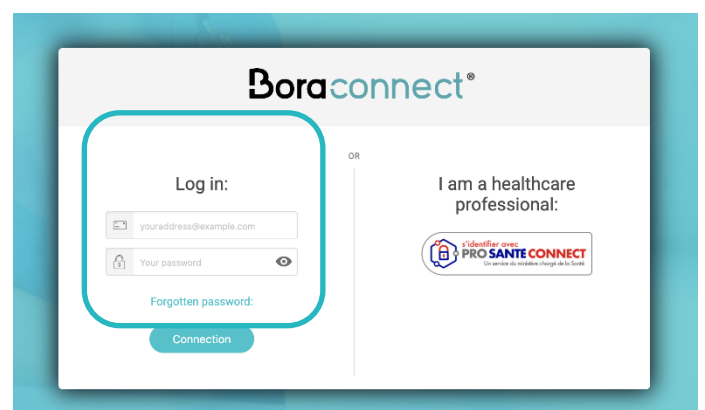 Boraconnect®
Log in:
youraddress@example.com
Your password
Forgotten password:
Connection
OR
I am a healthcare
professional:
s'identifier avec
PRO SANTE CONNECT
Un service du ministère chargé de la Santé